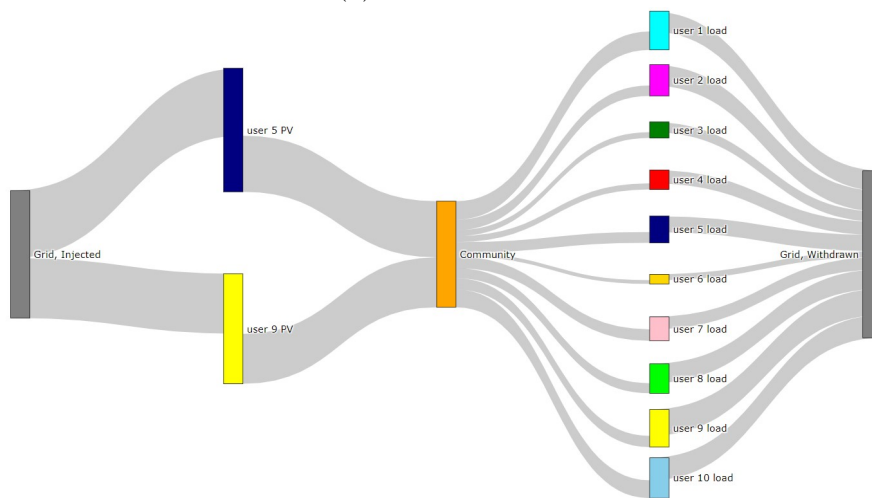 user 1 load
user 2 load
user 5 PV
user 3 load
user 4 load
user 5 load
Grid, Injected
Community
Grid, Withdrawn
user 6 load
user 9 PV
user 7 load
user 8 load
user 9 load
user 10 load